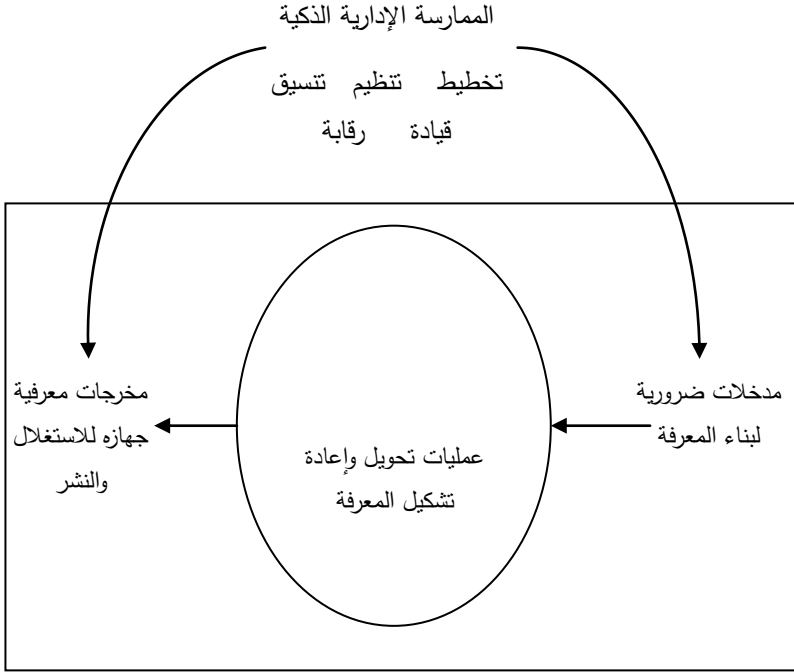 الممارسة الإدارية الذكية
تخطيط تنظيم تنسيق
قيادة رقابة
مدخلات ضرورية
لبناء المعرفة
عمليات تحويل وإعادة
تشكيل المعرفة
مخرجات معرفية
جهازه للاستغلال
والنشر